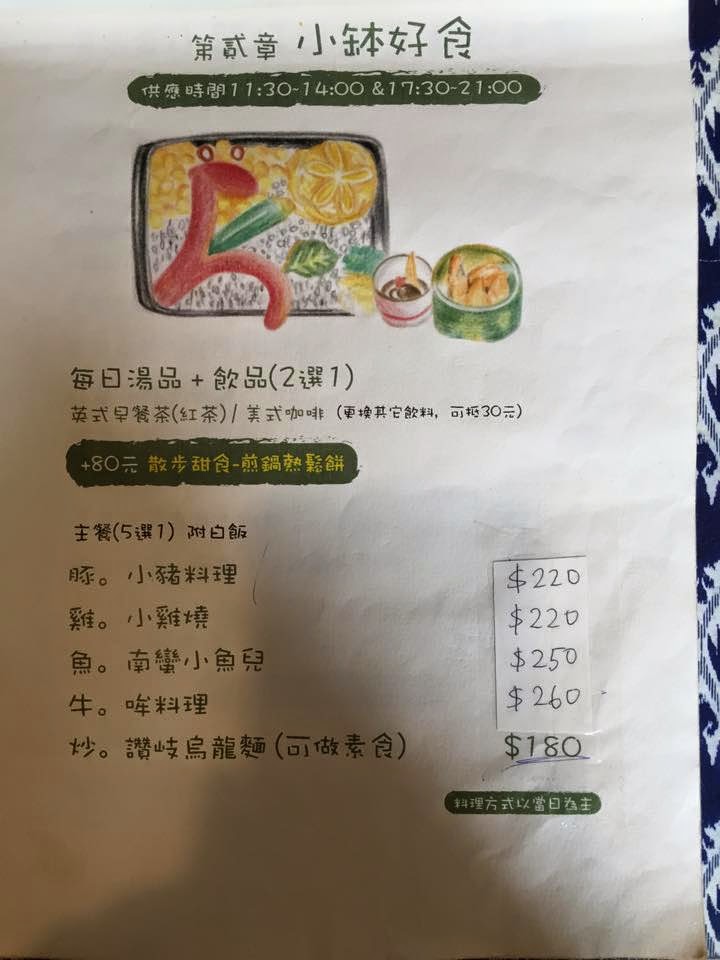 第貳章 小缽好食
供應時間11:30~14:00 &17:30~21:00
每日湯品 + 飲品(2選1)
英式早餐茶(紅茶) / 美式咖啡 (更換其它飲料, 可抵30元)
+80元 散步甜食-煎鍋熱鬆餅
主餐(5選1) 附白飯
豚。小豬料理 $220
雞。小雞燒 $220
魚。南蠻小魚兒 $250
牛。哞料理 $260
炒。讚岐烏龍麵 (可做素食) $180
料理方式以當日為主